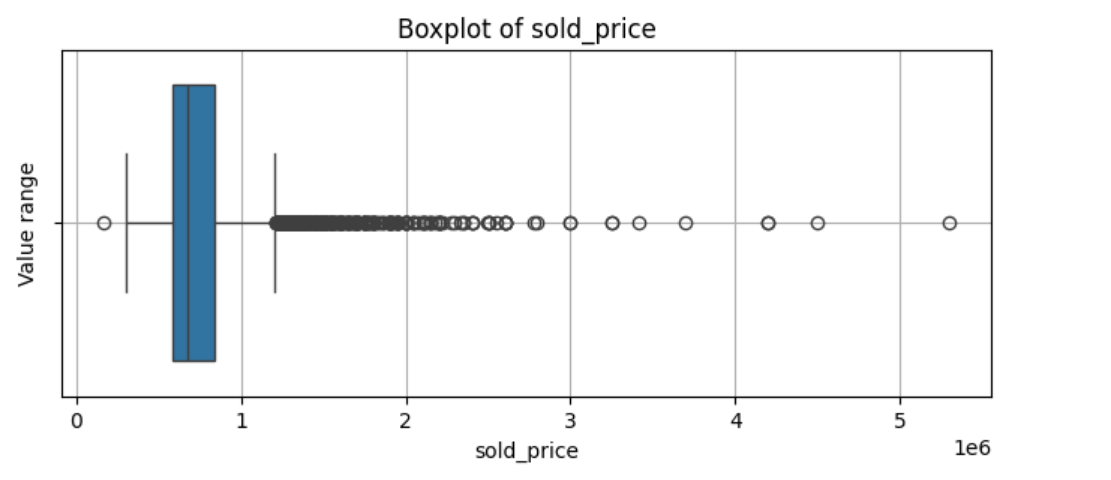 Boxplot of sold_price
Value range
0 1 2 3 4 5
sold_price
1e6